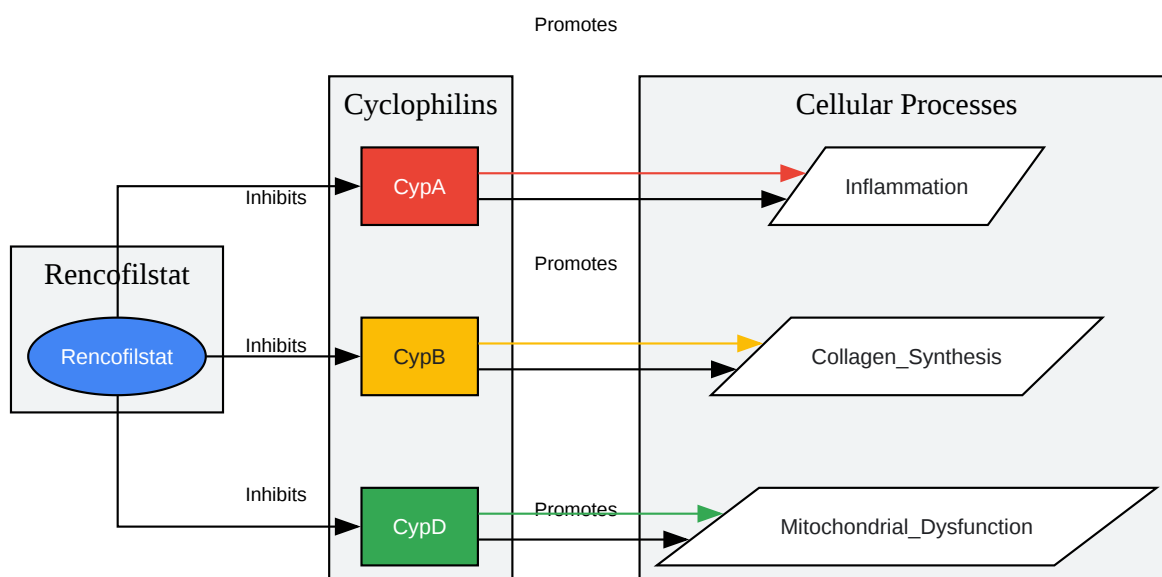 Promotes
Cyclophilins
Cellular Processes
CypA
Inflammation
Inhibits
Rencofilstat
Promotes
Rencofilstat
Inhibits
CypB
Collagen_Synthesis
Inhibits
CypD
Promotes
Mitochondrial_Dysfunction